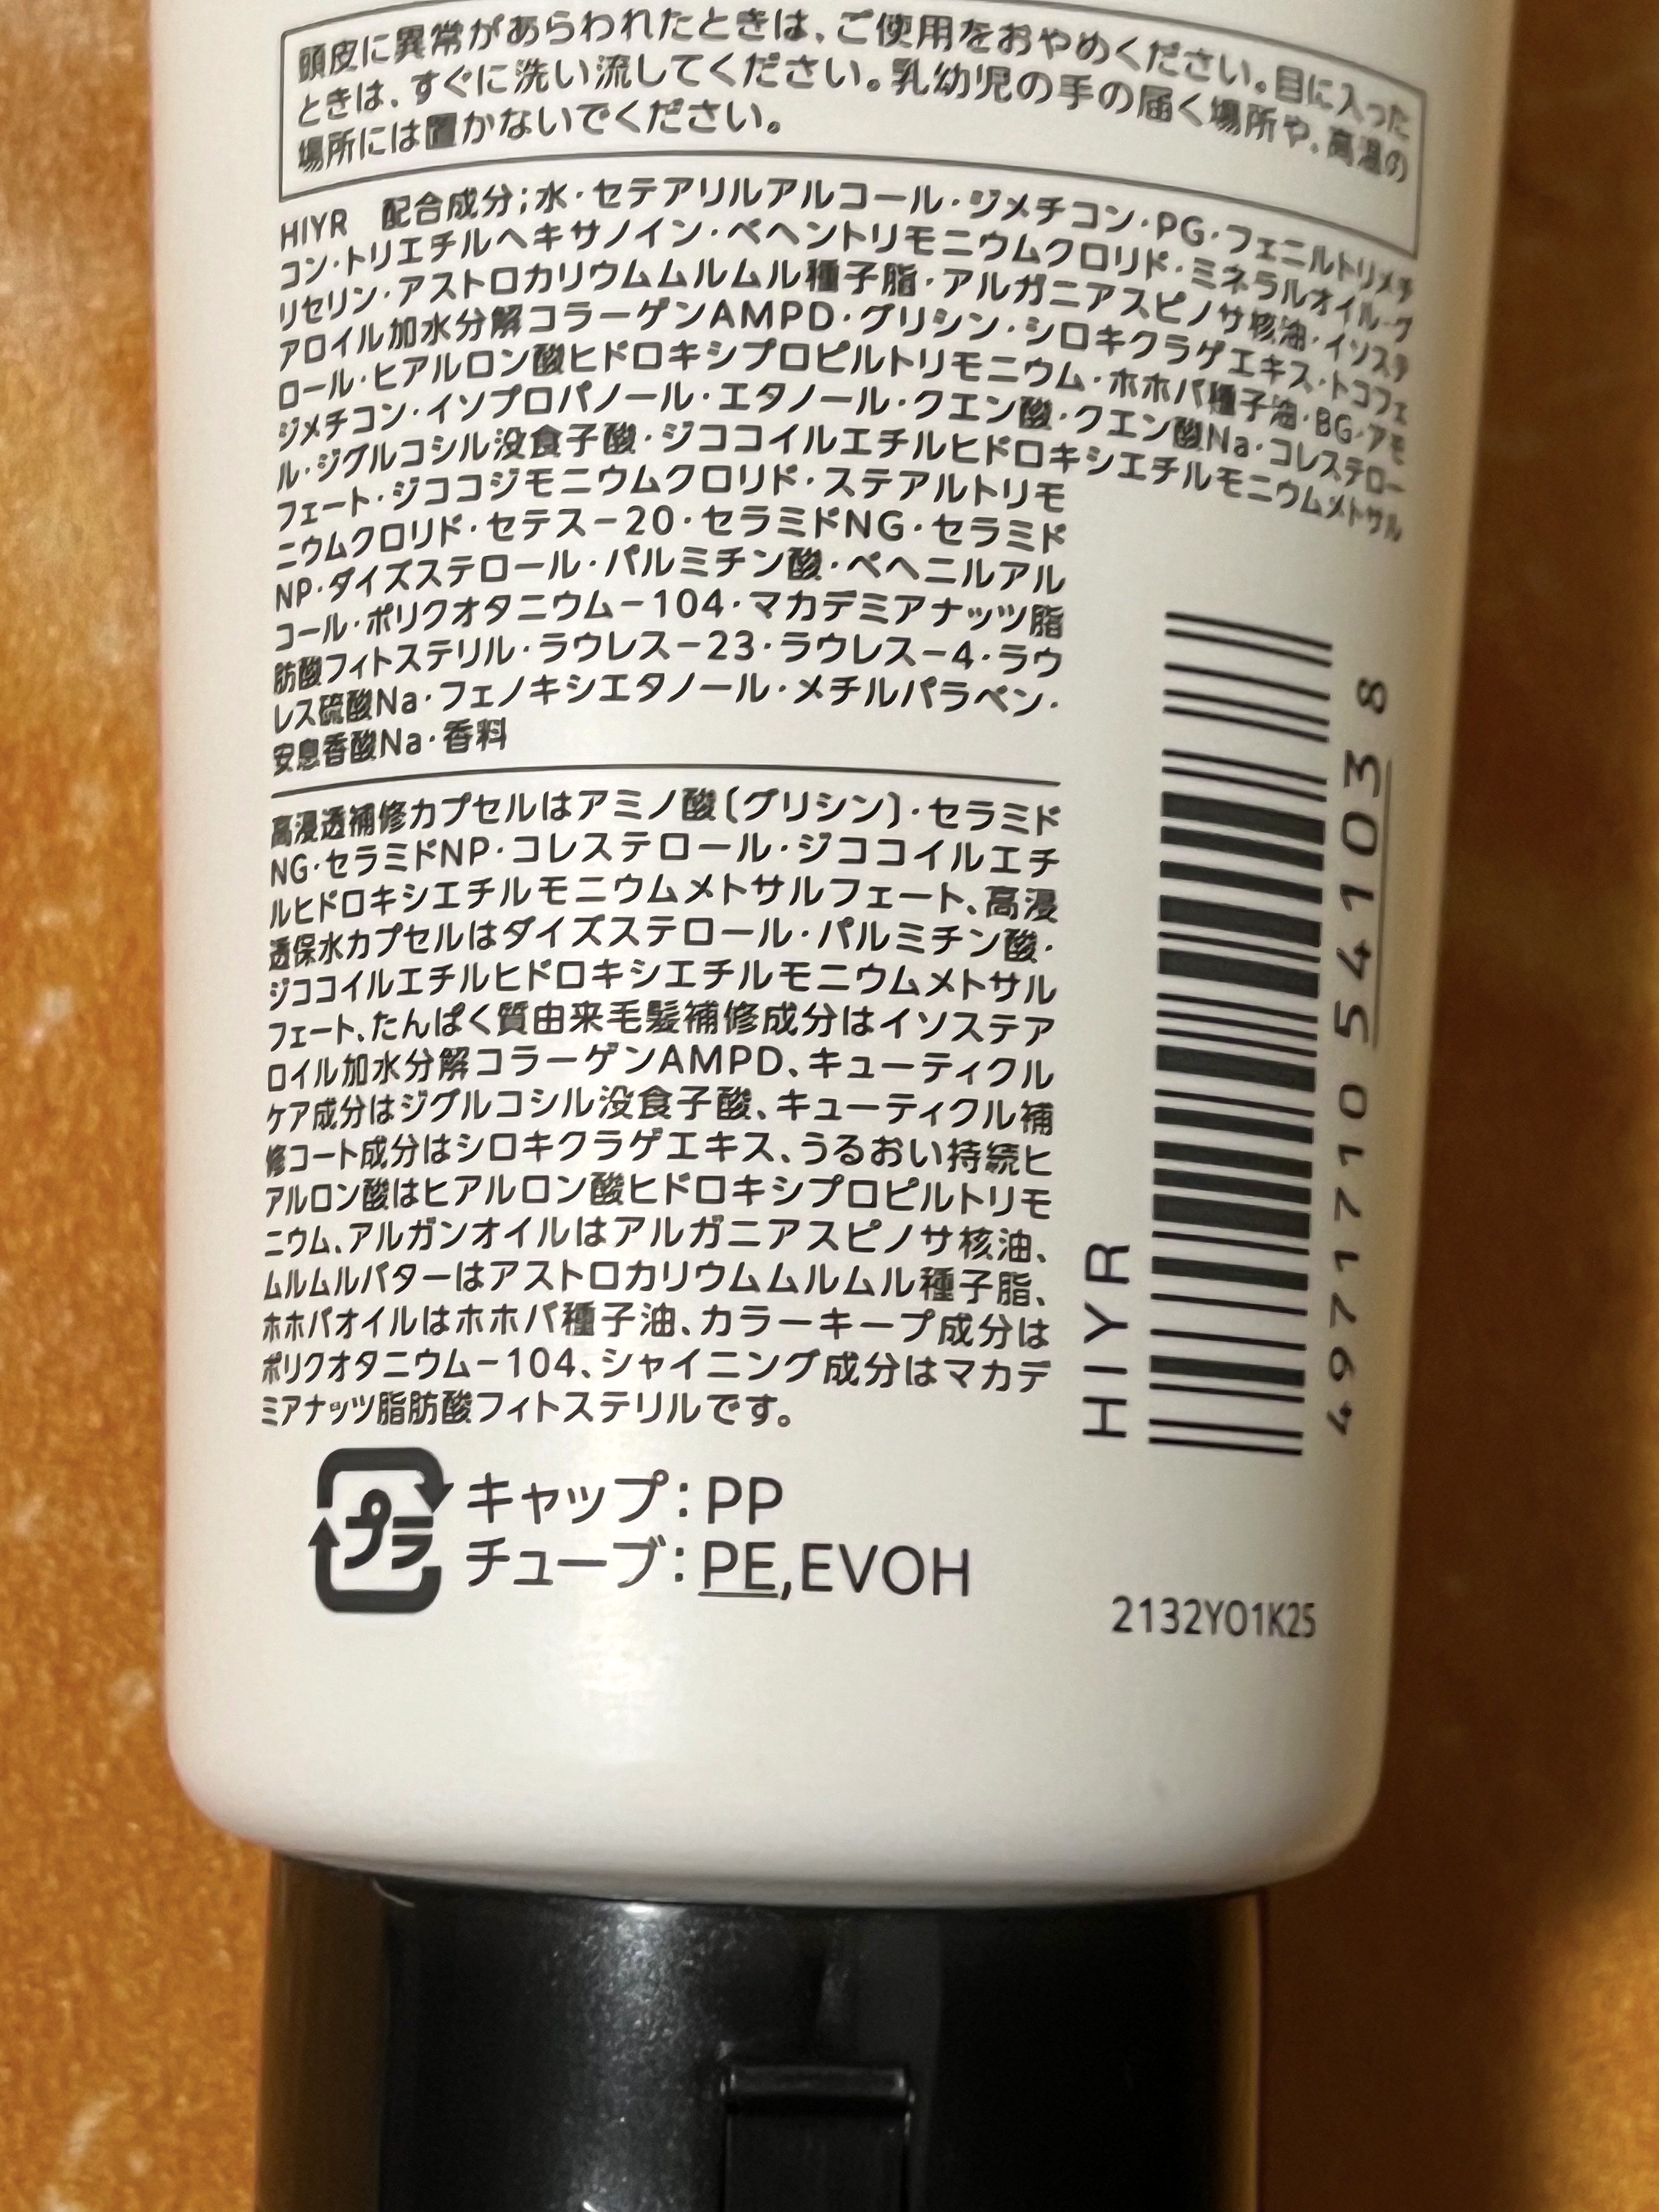 頭皮に異常があらわれたときは、ご使用をおやめください。目に入った
ときは、すぐに洗い流してください。乳幼児の手の届く場所や、高温の
場所には置かないでください。
HIYR 配合成分;水・セテアリルアルコール・ジメチコン・PG・フェニルトリメチ
コン・トリエチルヘキサノイン・ベヘントリモニウムクロリド・ミネラルオイル・グ
リセリン・アストロカリウムムルムル種子脂・アルガニアスピノサ核油・イソステ
アロイル加水分解コラーゲンAMPD・グリシン・シロキクラゲエキス・トコフェ
ロール・ヒアルロン酸ヒドロキシプロピルトリモニウム・ホホバ種子油・BG・アモ
ジメチコン・イソプロパノール・エタノール・クエン酸・クエン酸Na・コレステロー
ル・ジグルコシル没食子酸・ジココイルエチルヒドロキシエチルモニウムメトサル
フェート・ジココジモニウムクロリド・ステアルトリモ
ニウムクロリド・セテス－20・セラミドNG・セラミド
NP・ダイズステロール・パルミチン酸・ベヘニルアル
コール・ポリクオタニウム－104・マカデミアナッツ脂
肪酸フィトステリル・ラウレス－23・ラウレス－4・ラウ
レス硫酸Na・フェノキシエタノール・メチルパラベン・
安息香酸Na・香料
高浸透補修カプセルはアミノ酸〔グリシン〕・セラミド
NG・セラミドNP・コレステロール・ジココイルエチ
ルヒドロキシエチルモニウムメトサルフェート、高浸
透保水カプセルはダイズステロール・パルミチン酸・
ジココイルエチルヒドロキシエチルモニウムメトサル
フェート、たんぱく質由来毛髪補修成分はイソステア
ロイル加水分解コラーゲンAMPD、キューティクル
ケア成分はジグルコシル没食子酸、キューティクル補
修コート成分はシロキクラゲエキス、うるおい持続ヒ
アルロン酸はヒアルロン酸ヒドロキシプロピルトリモ
ニウム、アルガンオイルはアルガニアスピノサ核油、
ムルムルバターはアストロカリウムムルムル種子脂、
ホホバオイルはホホバ種子油、カラーキープ成分は
ポリクオタニウム－104、シャイニング成分はマカデ
ミアナッツ脂肪酸フィトステリルです。
HIYR
4971710 541038
プラ
キャップ：PP
チューブ：PE,EVOH
2132YO1K25